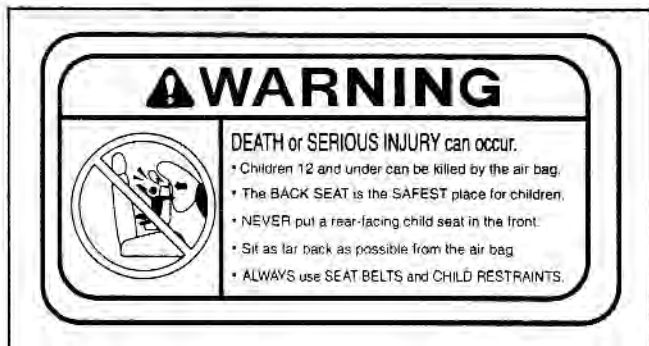 WARNING
DEATH or SERIOUS INJURY can occur.
• Children 12 and under can be killed by the air bag.
• The BACK SEAT is the SAFEST place for children.
• NEVER put a rear-facing child seat in the front.
• Sit as far back as possible from the air bag
• ALWAYS use SEAT BELTS and CHILD RESTRAINTS.